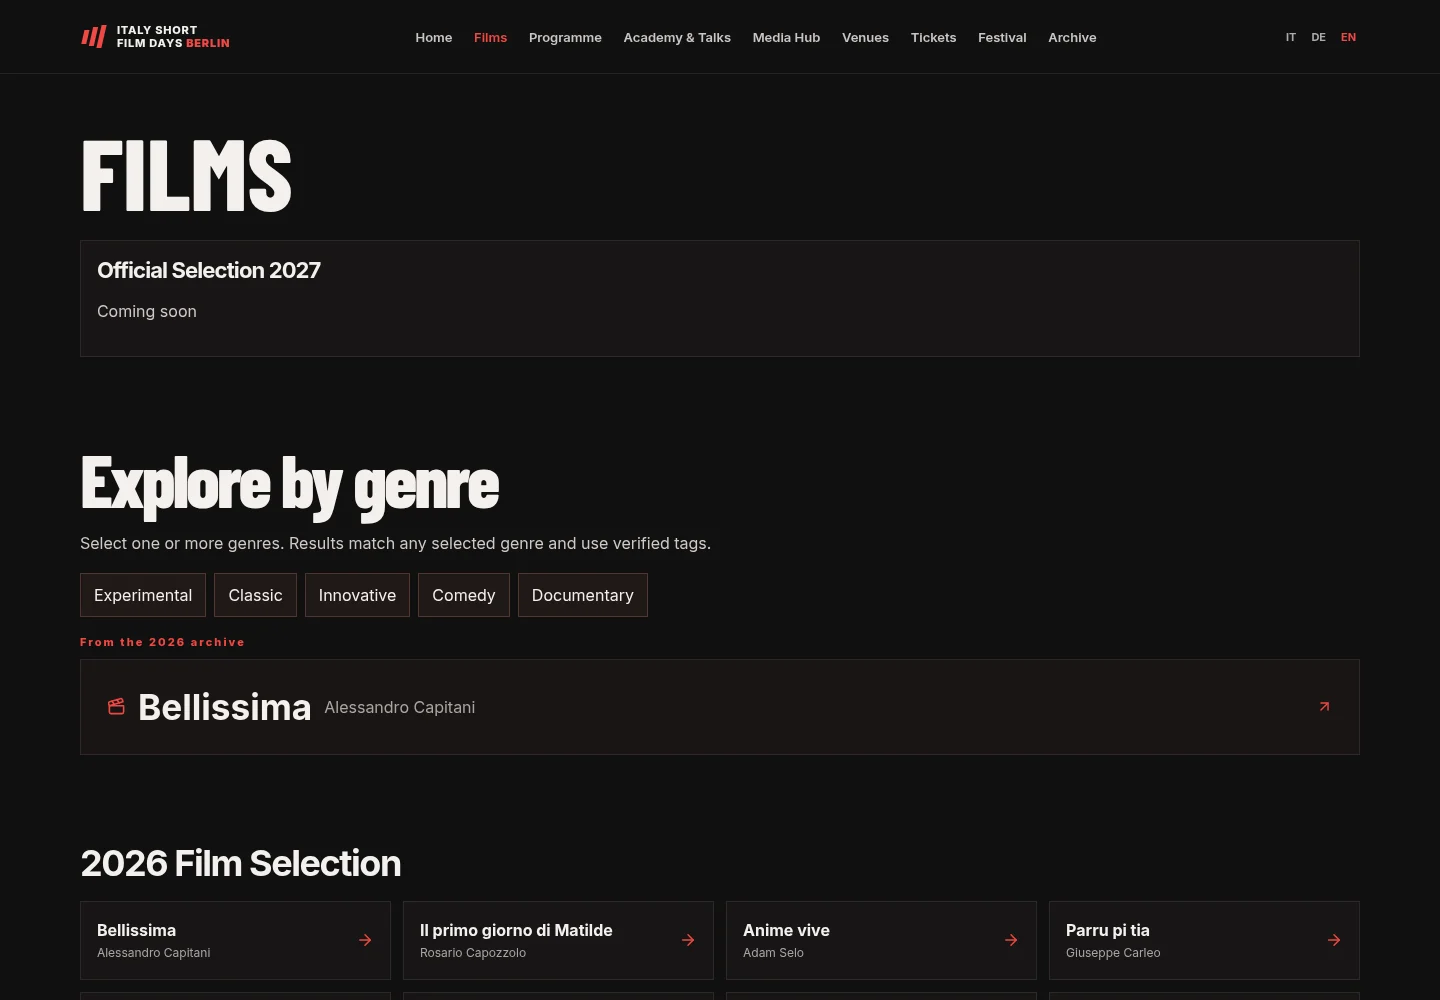 ITALY SHORT
FILM DAYS BERLIN
Home Films Programme Academy & Talks Media Hub Venues Tickets Festival Archive
IT DE EN
FILMS
Official Selection 2027
Coming soon
Explore by genre
Select one or more genres. Results match any selected genre and use verified tags.
Experimental Classic Innovative Comedy Documentary
From the 2026 archive
Bellissima Alessandro Capitani
2026 Film Selection
Bellissima
Alessandro Capitani
Il primo giorno di Matilde
Rosario Capozzolo
Anime vive
Adam Selo
Parru pi tia
Giuseppe Carleo